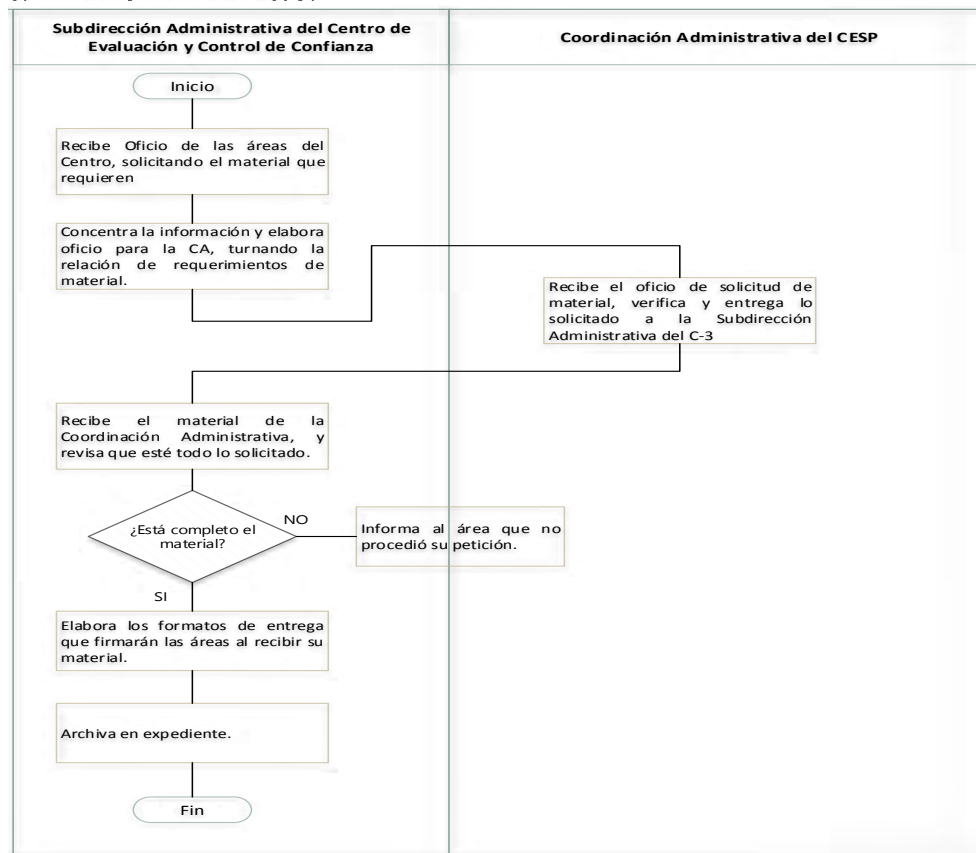 Subdirección Administrativa del Centro de
Evaluación y Control de Confianza
Coordinación Administrativa del CESP
Inicio
Recibe Oficio de las áreas del
Centro, solicitando el material que
requieren
Concentra la información y elabora
oficio para la CA, turnando la
relación de requerimientos de
material.
Recibe el oficio de solicitud de
material, verifica y entrega lo
solicitado a la Subdirección
Administrativa del C-3
Recibe el material de la
Coordinación Administrativa, y
revisa que esté todo lo solicitado.
¿Está completo el
material?
NO
Informa al área que no
procedió su petición.
SI
Elabora los formatos de entrega
que firmarán las áreas al recibir su
material.
Archiva en expediente.
Fin